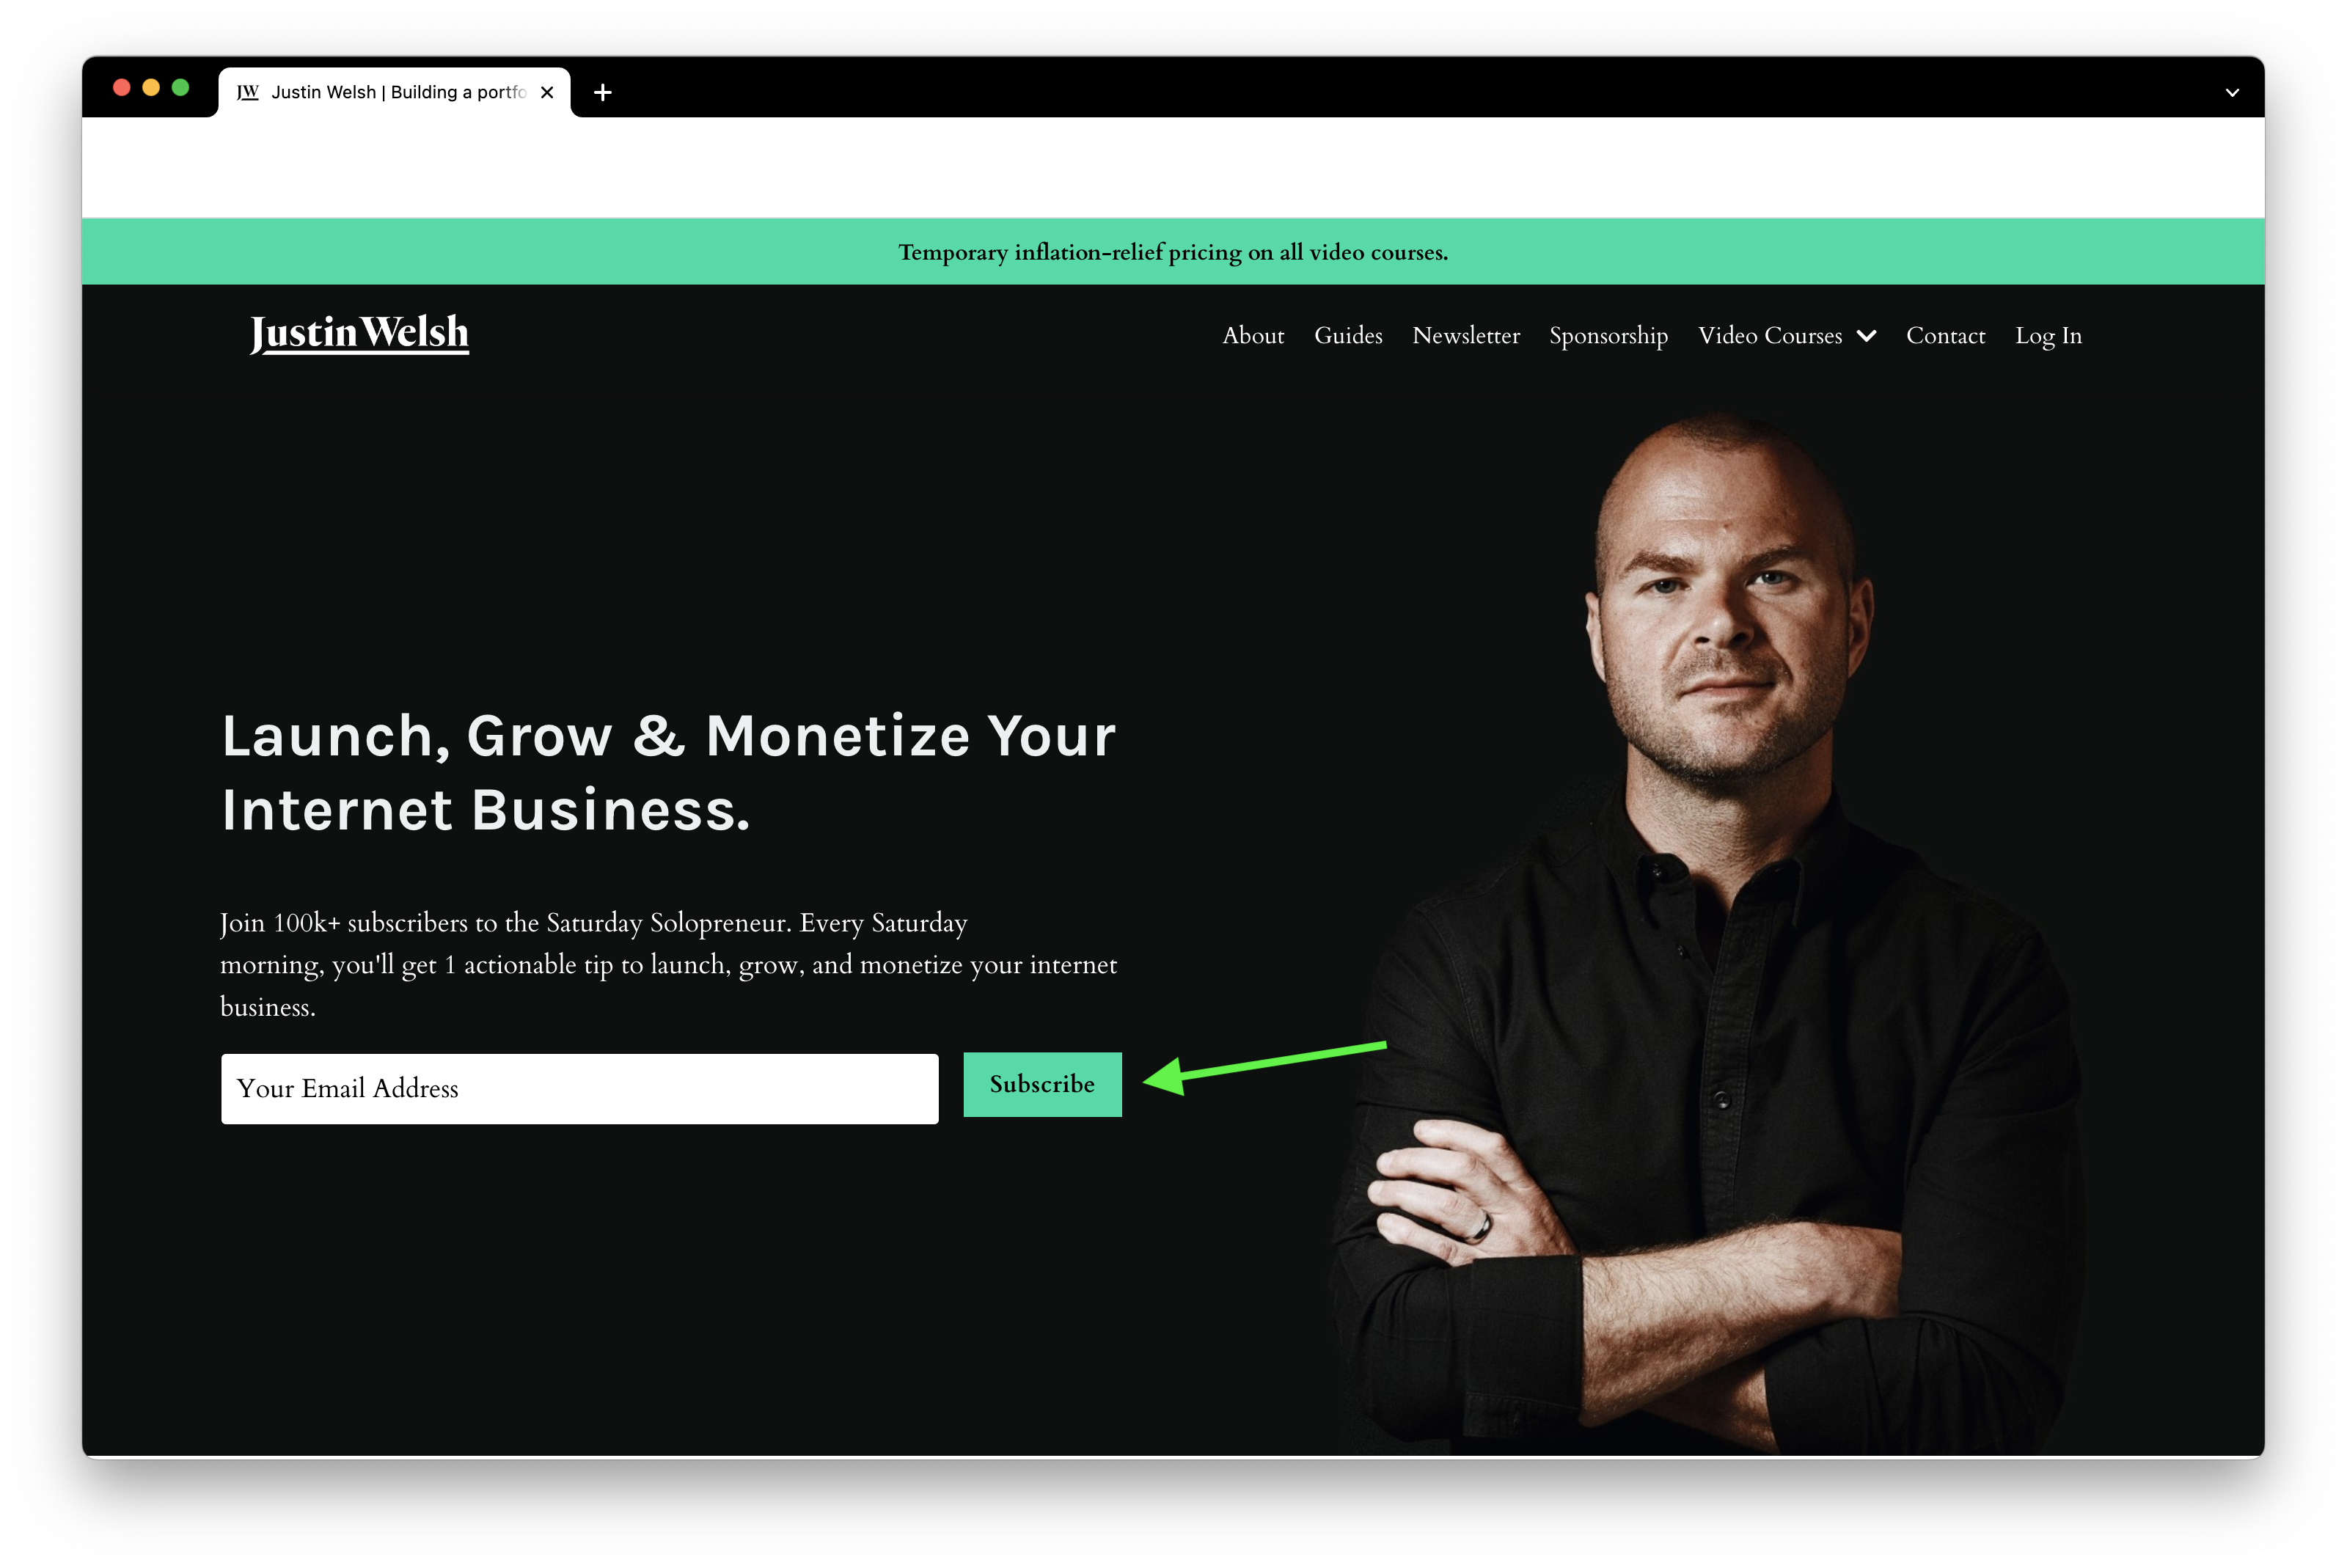 JW Justin Welsh | Building a portfo
Temporary inflation-relief pricing on all video courses.
Justin Welsh
About Guides Newsletter Sponsorship Video Courses Contact Log In
Launch, Grow & Monetize Your
Internet Business.
Join 100k+ subscribers to the Saturday Solopreneur. Every Saturday
morning, you'll get 1 actionable tip to launch, grow, and monetize your internet
business.
Your Email Address
Subscribe